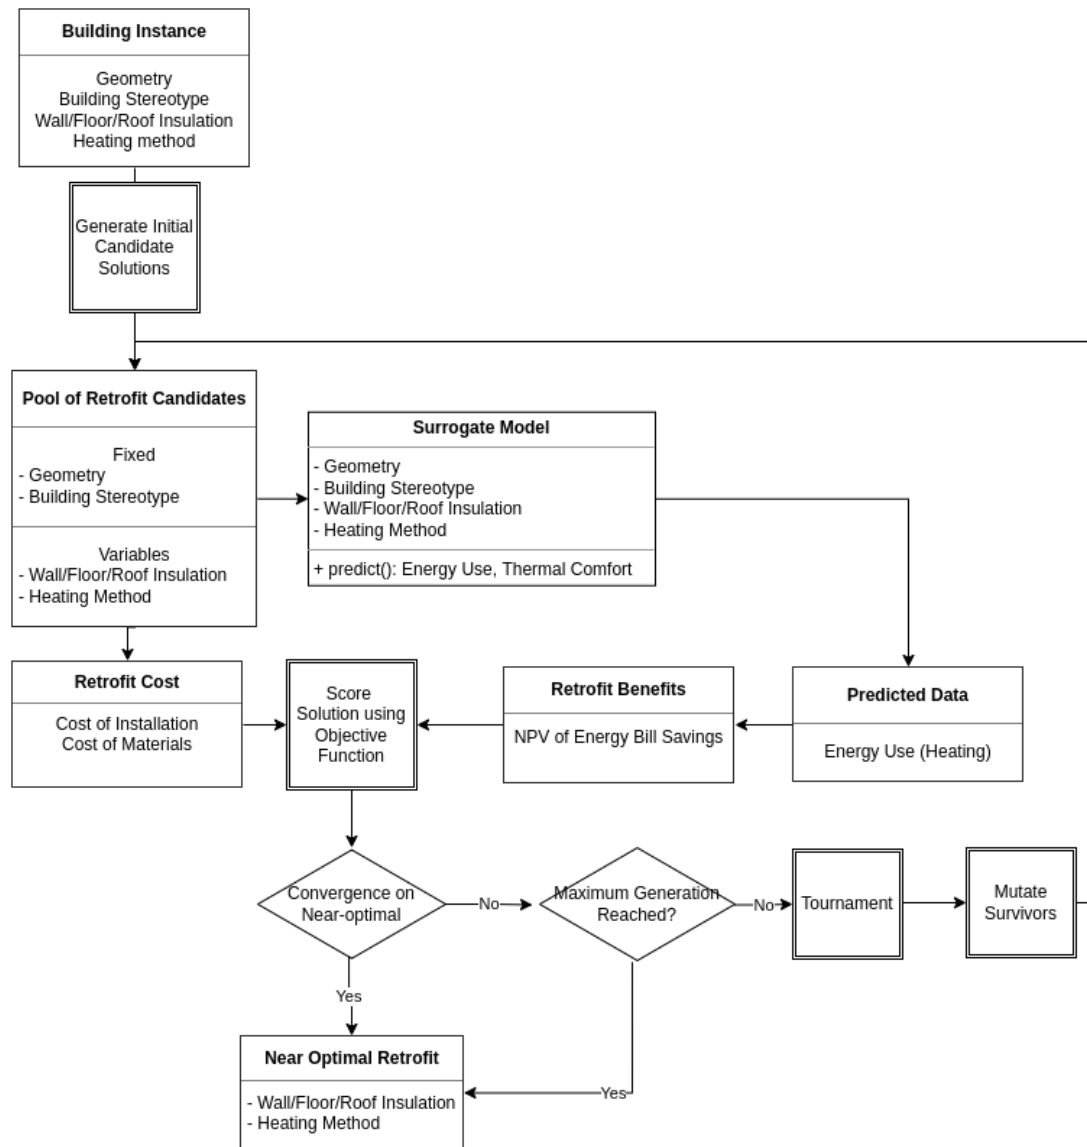 Building Instance
Geometry
Building Stereotype
Wall/Floor/Roof Insulation
Heating method
Generate Initial
Candidate
Solutions
Pool of Retrofit Candidates
Fixed
- Geometry
- Building Stereotype
Variables
- Wall/Floor/Roof Insulation
- Heating Method
Surrogate Model
- Geometry
- Building Stereotype
- Wall/Floor/Roof Insulation
- Heating Method
+ predict(): Energy Use, Thermal Comfort
Retrofit Cost
Cost of Installation
Cost of Materials
Score
Solution using
Objective
Function
Retrofit Benefits
NPV of Energy Bill Savings
Predicted Data
Energy Use (Heating)
Convergence on
Near-optimal
No
Maximum Generation
Reached?
No
Tournament
Mutate
Survivors
Yes
Near Optimal Retrofit
- Wall/Floor/Roof Insulation
- Heating Method
Yes